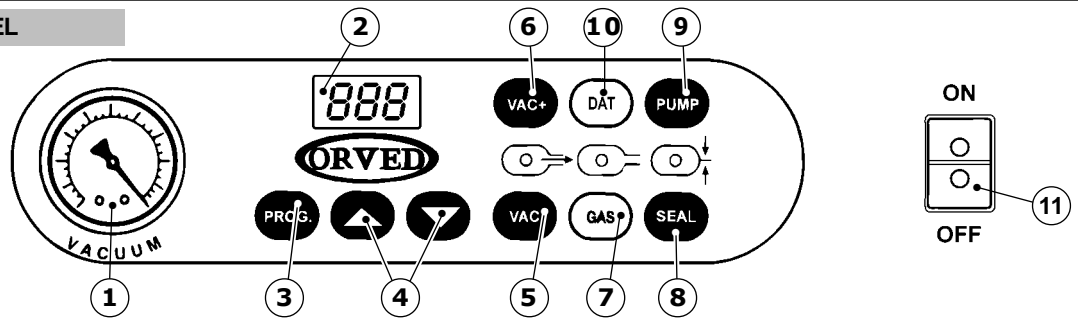 EL
2 6 10 9
888 VAC+ DAT PUMP
ON
ORVED
PROG. VAC GAS SEAL
VACUUM
11
OFF
1 3 4 5 7 8